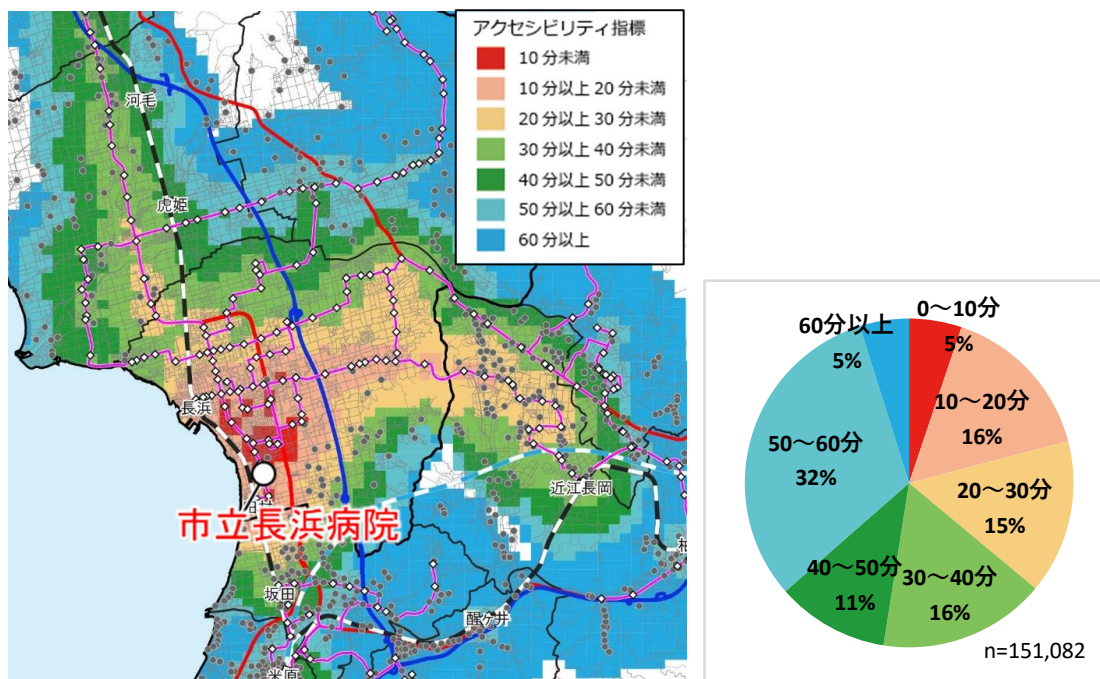 アクセシビリティ指標
10分未満
10分以上20分未満
20分以上30分未満
30分以上40分未満
40分以上50分未満
50分以上60分未満
60分以上
河毛
虎姫
長浜
市立長浜病院
近江長岡
坂田
醒ケ井
米原
0～10分
5%
10～20分
16%
20～30分
15%
30～40分
16%
40～50分
11%
50～60分
32%
60分以上
5%
n=151,082